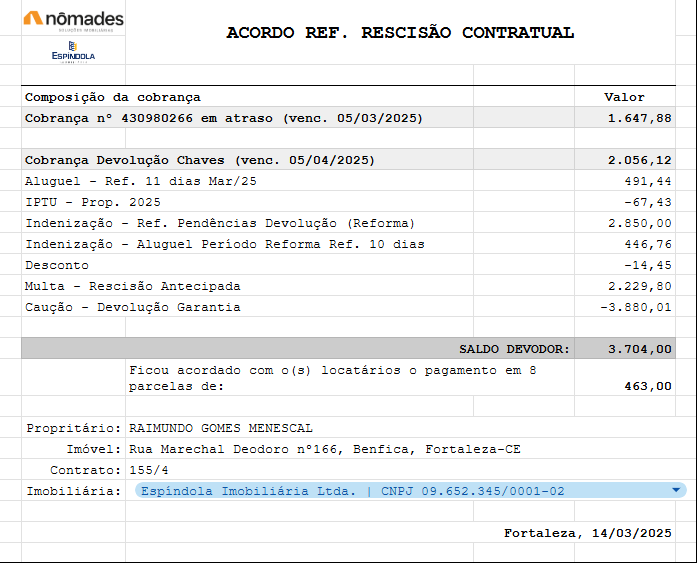 nômades
SOLUÇÕES IMOBILIÁRIAS
ESPÍNDOLA
ACORDO REF. RESCISÃO CONTRATUAL
Composição da cobrança Valor
Cobrança nº 430980266 em atraso (venc. 05/03/2025) 1.647,88
Cobrança Devolução Chaves (venc. 05/04/2025) 2.056,12
Aluguel - Ref. 11 dias Mar/25 491,44
IPTU - Prop. 2025 -67,43
Indenização - Ref. Pendências Devolução (Reforma) 2.850,00
Indenização - Aluguel Período Reforma Ref. 10 dias 446,76
Desconto -14,45
Multa - Rescisão Antecipada 2.229,80
Caução - Devolução Garantia -3.880,01
SALDO DEVODOR: 3.704,00
Ficou acordado com o(s) locatários o pagamento em 8
parcelas de: 463,00
Propritário: RAIMUNDO GOMES MENESCAL
Imóvel: Rua Marechal Deodoro nº166, Benfica, Fortaleza-CE
Contrato: 155/4
Imobiliária: Espíndola Imobiliária Ltda. | CNPJ 09.652.345/0001-02
Fortaleza, 14/03/2025